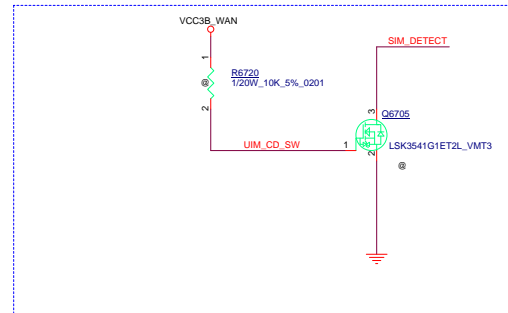 VCC3B_WAN
SIM_DETECT
1
R6720
@
1/20W_10K_5%_0201
2
3
Q6705
UIM_CD_SW
1
LSK3541G1ET2L_VMT3
2
@